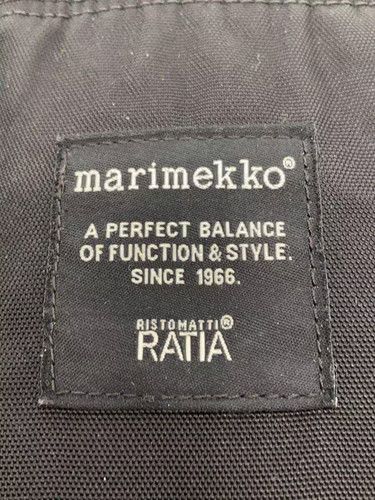 marimekko®
A PERFECT BALANCE
OF FUNCTION & STYLE.
SINCE 1966.
RISTOMATTI®
RATIA